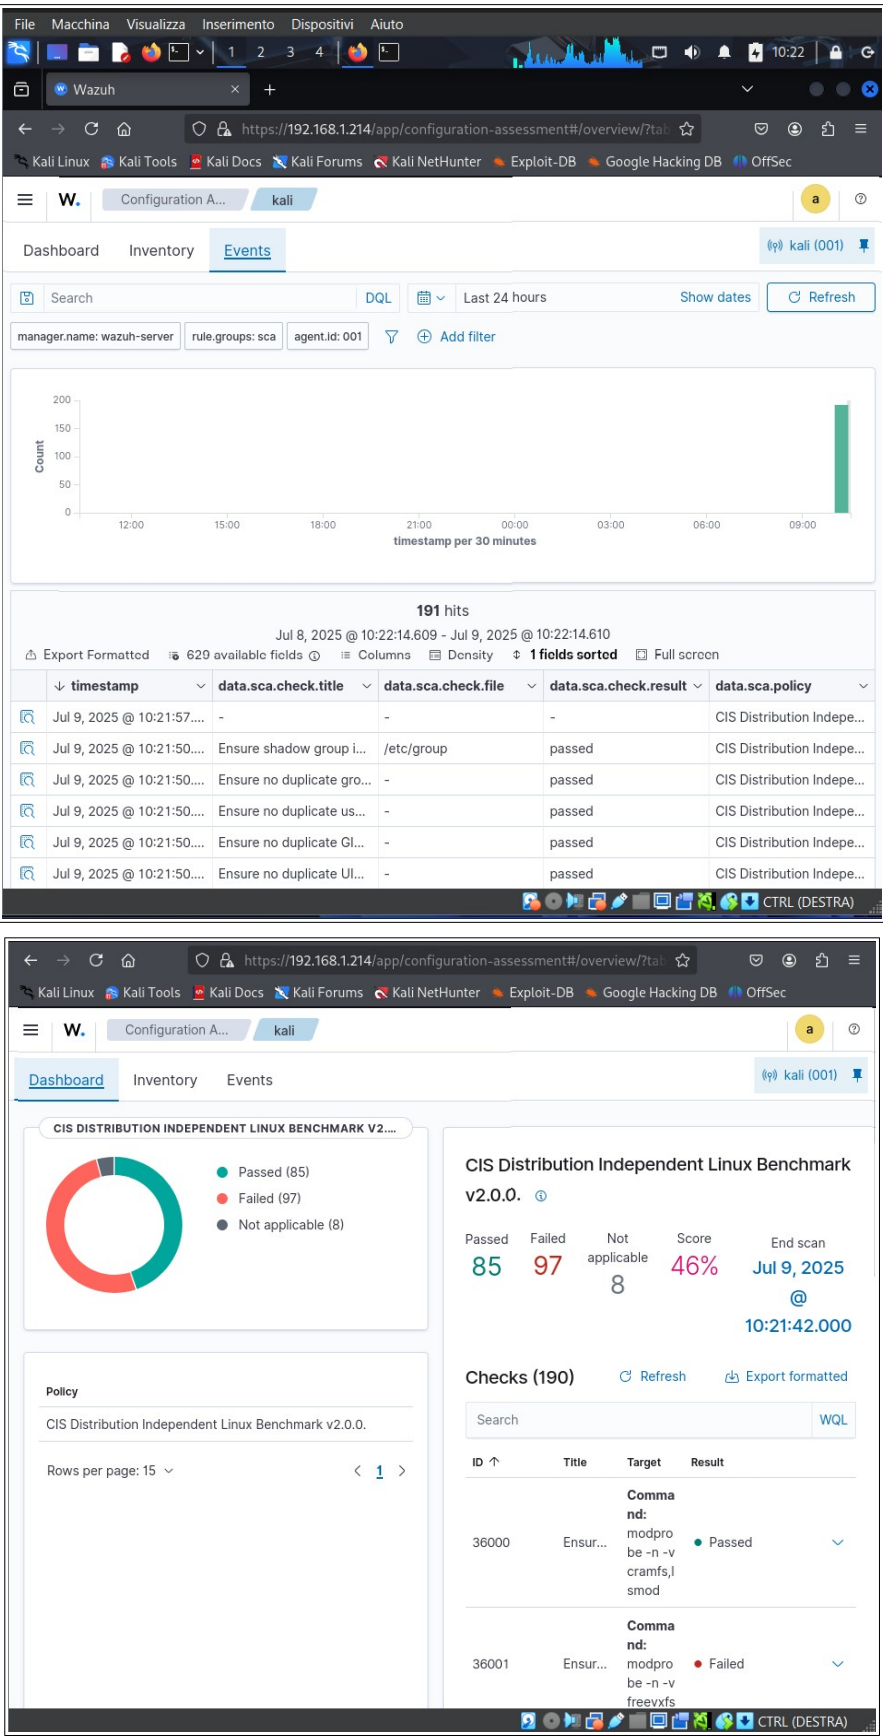 File Macchina Visualizza Inserimento Dispositivi Aiuto
1 2 3 4 10:22
Wazuh
https://192.168.1.214/app/configuration-assessment#/overview/?tab
Kali Linux Kali Tools Kali Docs Kali Forums Kali NetHunter Exploit-DB Google Hacking DB OffSec
W. Configuration A... kali a
Dashboard Inventory Events kali (001)
Search DQL Last 24 hours Show dates Refresh
manager.name: wazuh-server rule.groups: sca agent.id: 001 Add filter
200
150
100
50
0
Count
12:00 15:00 18:00 21:00 00:00 03:00 06:00 09:00
timestamp per 30 minutes
191 hits
Jul 8, 2025 @ 10:22:14.609 - Jul 9, 2025 @ 10:22:14.610
Export Formatted 629 available fields Columns Density 1 fields sorted Full screen
timestamp data.sca.check.title data.sca.check.file data.sca.check.result data.sca.policy
Jul 9, 2025 @ 10:21:57.... - - - CIS Distribution Indepe...
Jul 9, 2025 @ 10:21:50.... Ensure shadow group i... /etc/group passed CIS Distribution Indepe...
Jul 9, 2025 @ 10:21:50.... Ensure no duplicate gro... - passed CIS Distribution Indepe...
Jul 9, 2025 @ 10:21:50.... Ensure no duplicate us... - passed CIS Distribution Indepe...
Jul 9, 2025 @ 10:21:50.... Ensure no duplicate GI... - passed CIS Distribution Indepe...
Jul 9, 2025 @ 10:21:50.... Ensure no duplicate UI... - passed CIS Distribution Indepe...
CTRL (DESTRA)
https://192.168.1.214/app/configuration-assessment#/overview/?tab
Kali Linux Kali Tools Kali Docs Kali Forums Kali NetHunter Exploit-DB Google Hacking DB OffSec
W. Configuration A... kali a
Dashboard Inventory Events kali (001)
CIS DISTRIBUTION INDEPENDENT LINUX BENCHMARK V2....
Passed (85)
Failed (97)
Not applicable (8)
Policy
CIS Distribution Independent Linux Benchmark v2.0.0.
Rows per page: 15 1
CIS Distribution Independent Linux Benchmark
v2.0.0.
Passed Failed Not applicable Score End scan
85 97 8 46% Jul 9, 2025
@
10:21:42.000
Checks (190) Refresh Export formatted
Search WQL
ID Title Target Result
Comma
nd:
modpro
36000 Ensur... be -n -v Passed
cramfs,l
smod
Comma
nd:
36001 Ensur... modpro Failed
be -n -v
freevxfs
CTRL (DESTRA)